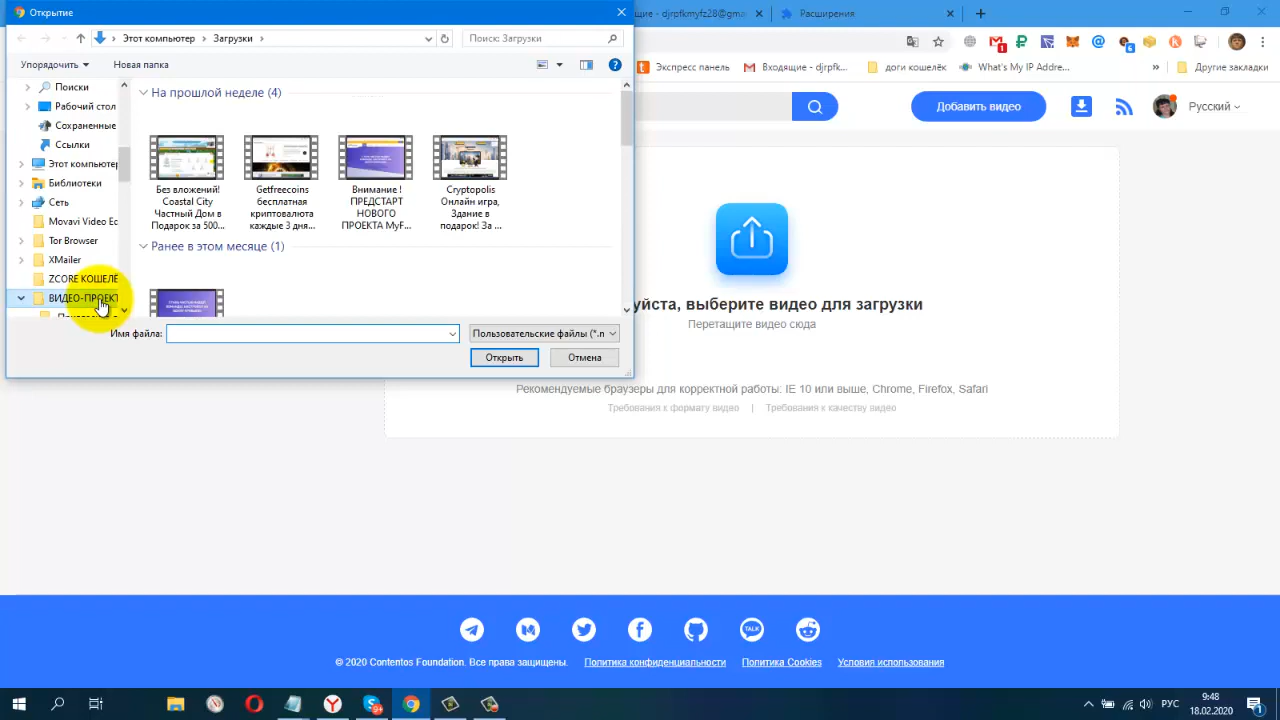 Открытие
щие - djrpfkmyfz28@gmai
Расширения
Этот компьютер
Загрузки
Поиск: Загрузки
Упорядочить
Новая папка
Экспресс панель
Входящие - djrpfk...
доги кошелёк
What's My IP Addre...
»
Другие закладки
Поиски
Рабочий стол
Сохраненные
Ссылки
Этот компьютер
Библиотеки
Сеть
Movavi Video Ed
Tor Browser
XMailer
ZCORE КОШЕЛЁ
ВИДЕО-ПРОЕКТ
На прошлой неделе (4)
Без вложений!
Coastal City
Частный Дом в
Подарок за 500...
Getfreecoins
бесплатная
криптовалюта
каждые 3 дня...
Внимание !
ПРЕДСТАРТ
НОВОГО
ПРОЕКТА MyF...
Cryptopolis
Онлайн игра,
Здание в
подарок! За ...
Ранее в этом месяце (1)
Имя файла:
Пользовательские файлы (*.n
Открыть
Отмена
Добавить видео
Русский
уйста, выберите видео для загрузки
Перетащите видео сюда
Рекомендуемые браузеры для корректной работы: IE 10 или выше, Chrome, Firefox, Safari
Требования к формату видео | Требования к качеству видео
TALK
© 2020 Contentos Foundation. Все права защищены.
Политика конфиденциальности
Политика Cookies
Условия использования
РУС
9:48
18.02.2020